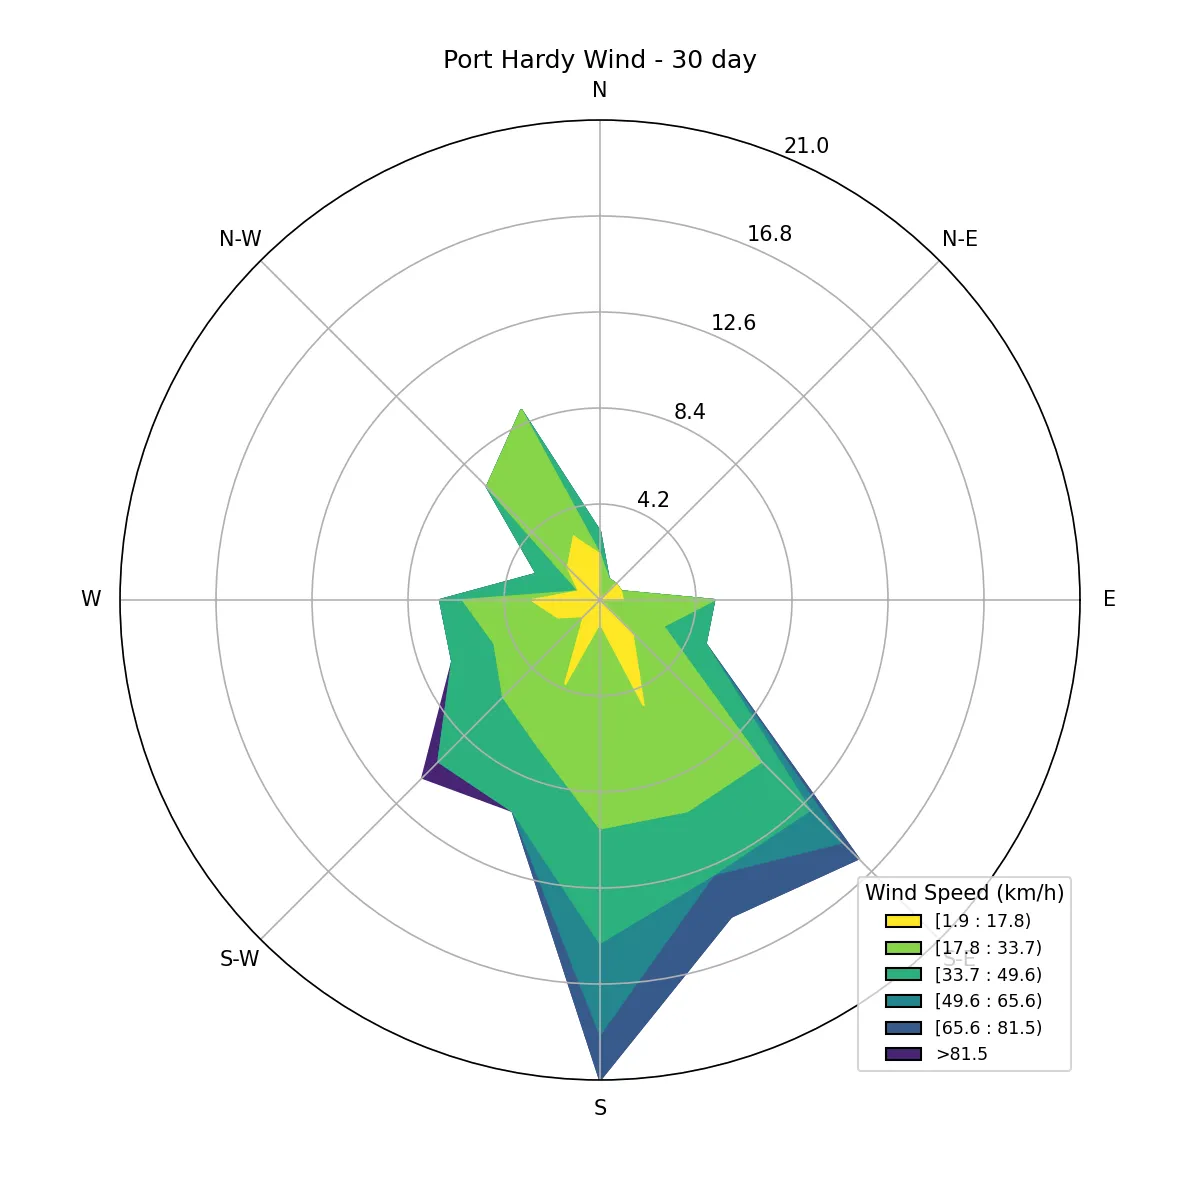 Port Hardy Wind - 30 day
N
21.0
N-W
16.8
N-E
12.6
8.4
4.2
W
E
S-W
S-E
S
Wind Speed (km/h)
[1.9 : 17.8)
[17.8 : 33.7)
[33.7 : 49.6)
[49.6 : 65.6)
[65.6 : 81.5)
>81.5